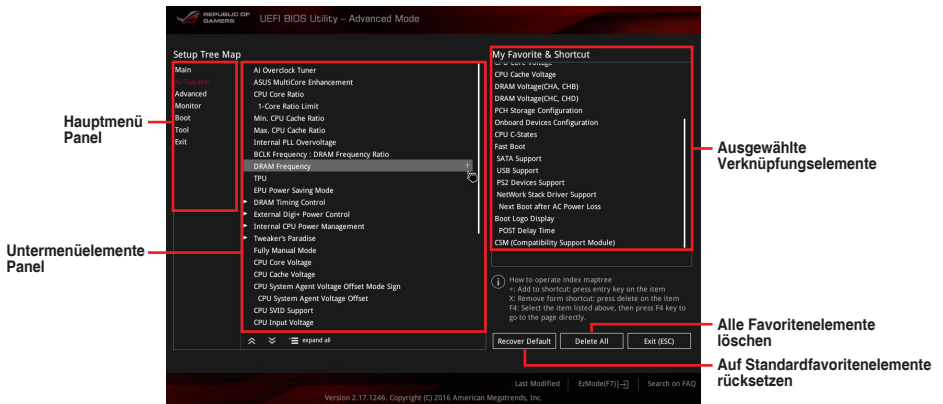 REPUBLIC OF
GAMERS
UEFI BIOS Utility – Advanced Mode
Setup Tree Map
Main
Ai Tweaker
Advanced
Monitor
Boot
Tool
Exit
Ai Overclock Tuner
ASUS MultiCore Enhancement
CPU Core Ratio
1-Core Ratio Limit
Min. CPU Cache Ratio
Max. CPU Cache Ratio
Internal PLL Overvoltage
BCLK Frequency : DRAM Frequency Ratio
DRAM Frequency +
TPU
EPU Power Saving Mode
DRAM Timing Control
External Digi+ Power Control
Internal CPU Power Management
Tweaker's Paradise
Fully Manual Mode
CPU Core Voltage
CPU Cache Voltage
CPU System Agent Voltage Offset Mode Sign
CPU System Agent Voltage Offset
CPU SVID Support
CPU Input Voltage
expand all
My Favorite & Shortcut
CPU Core Voltage
CPU Cache Voltage
DRAM Voltage(CHA, CHB)
DRAM Voltage(CHC, CHD)
PCH Storage Configuration
Onboard Devices Configuration
CPU C-States
Fast Boot
SATA Support
USB Support
PS2 Devices Support
NetWork Stack Driver Support
Next Boot after AC Power Loss
Boot Logo Display
POST Delay Time
CSM (Compatibility Support Module)
How to operate index maptree
+: Add to shortcut: press entry key on the item
X: Remove form shortcut: press delete on the item
F4: Select the item listed above, then press F4 key to
go to the page directly.
Recover Default
Delete All
Exit (ESC)
Last Modified
EzMode(F7)
Search on FAQ
Version 2.17.1246. Copyright (C) 2016 American Megatrends, Inc.
Hauptmenü
Panel
Untermenüelemente
Panel
Ausgewählte
Verknüpfungselemente
Alle Favoritenelemente
löschen
Auf Standardfavoritenelemente
rücksetzen